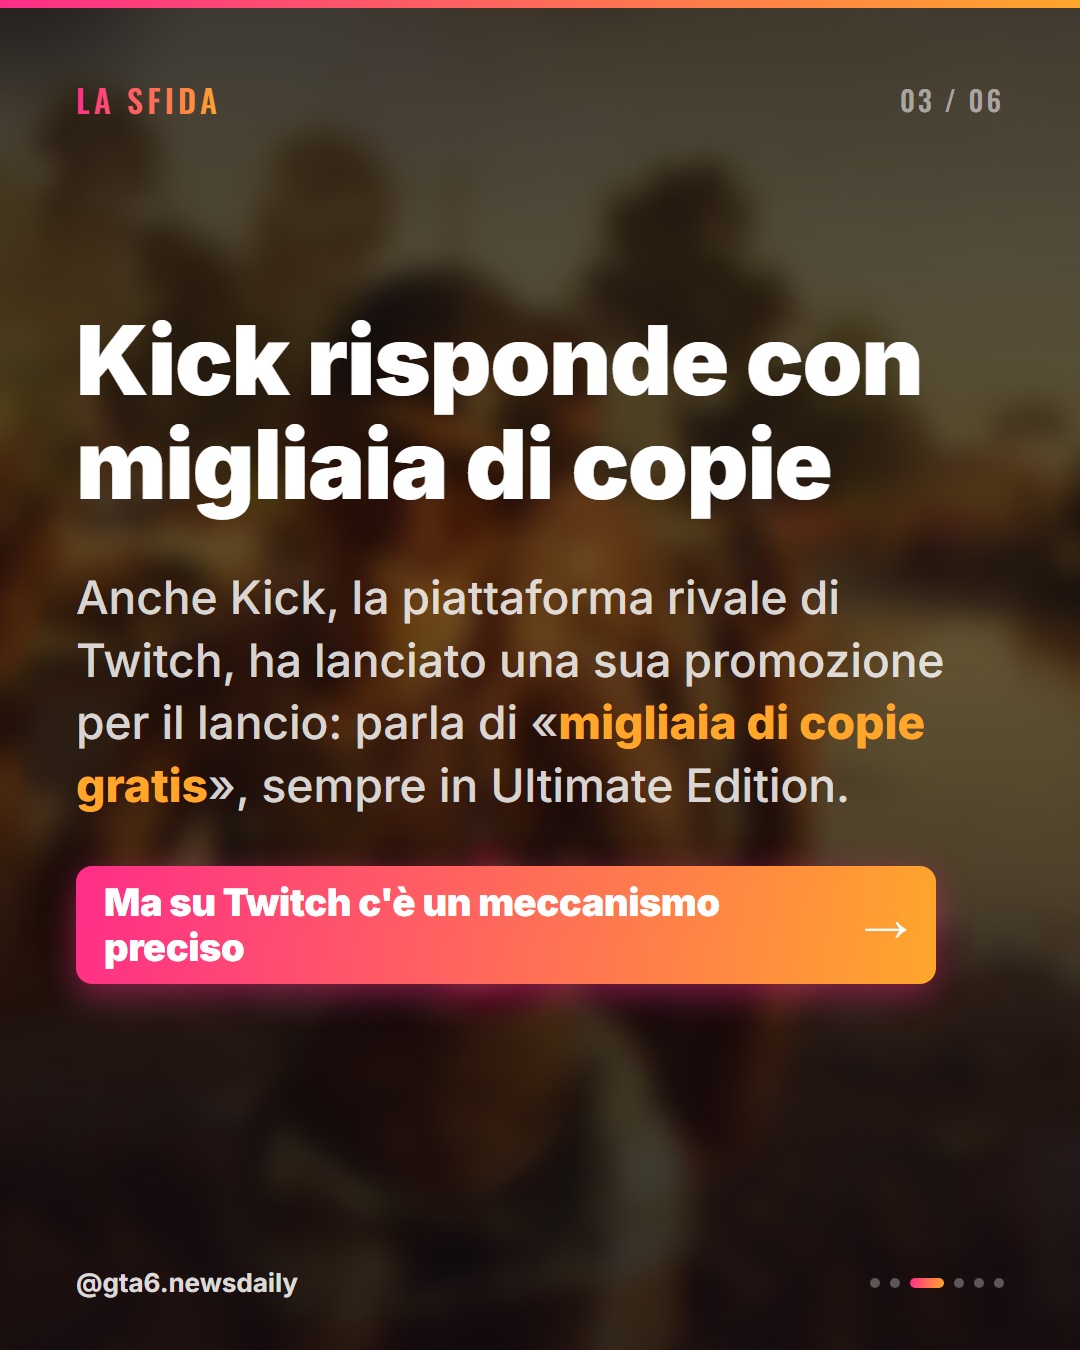 LA SFIDA
03 / 06
Kick risponde con
migliaia di copie
Anche Kick, la piattaforma rivale di
Twitch, ha lanciato una sua promozione
per il lancio: parla di «migliaia di copie
gratis», sempre in Ultimate Edition.
Ma su Twitch c'è un meccanismo
preciso
→
@gta6.newsdaily